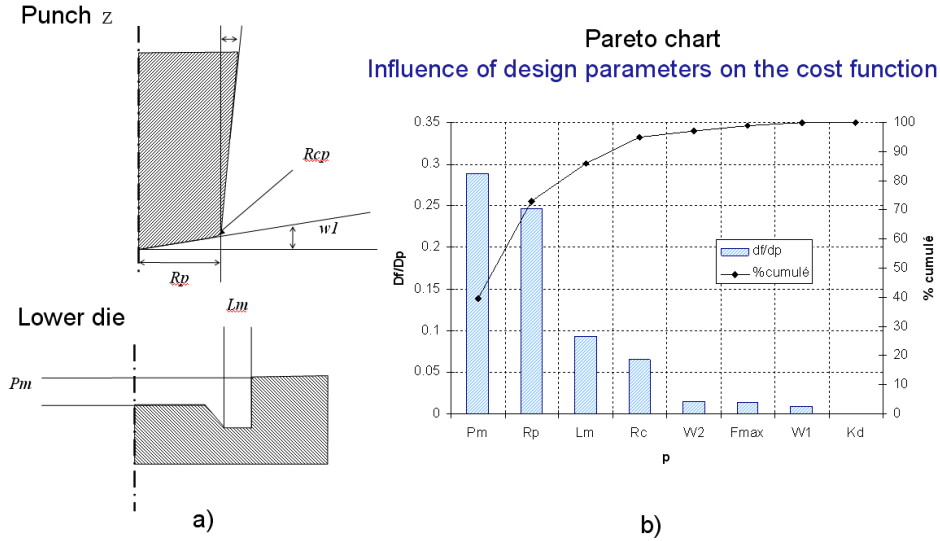 Punch z
Rcp
w1
Rp
Lower die
Lm
Pm
a)
Pareto chart
Influence of design parameters on the cost function
0.35
0.3
0.25
0.2
0.15
0.1
0.05
0
Df/Dp
100
90
80
70
60
50
40
30
20
10
0
% cumulé
df/dp
%cumulé
Pm Rp Lm Rc W2 Fmax W1 Kd
p
b)